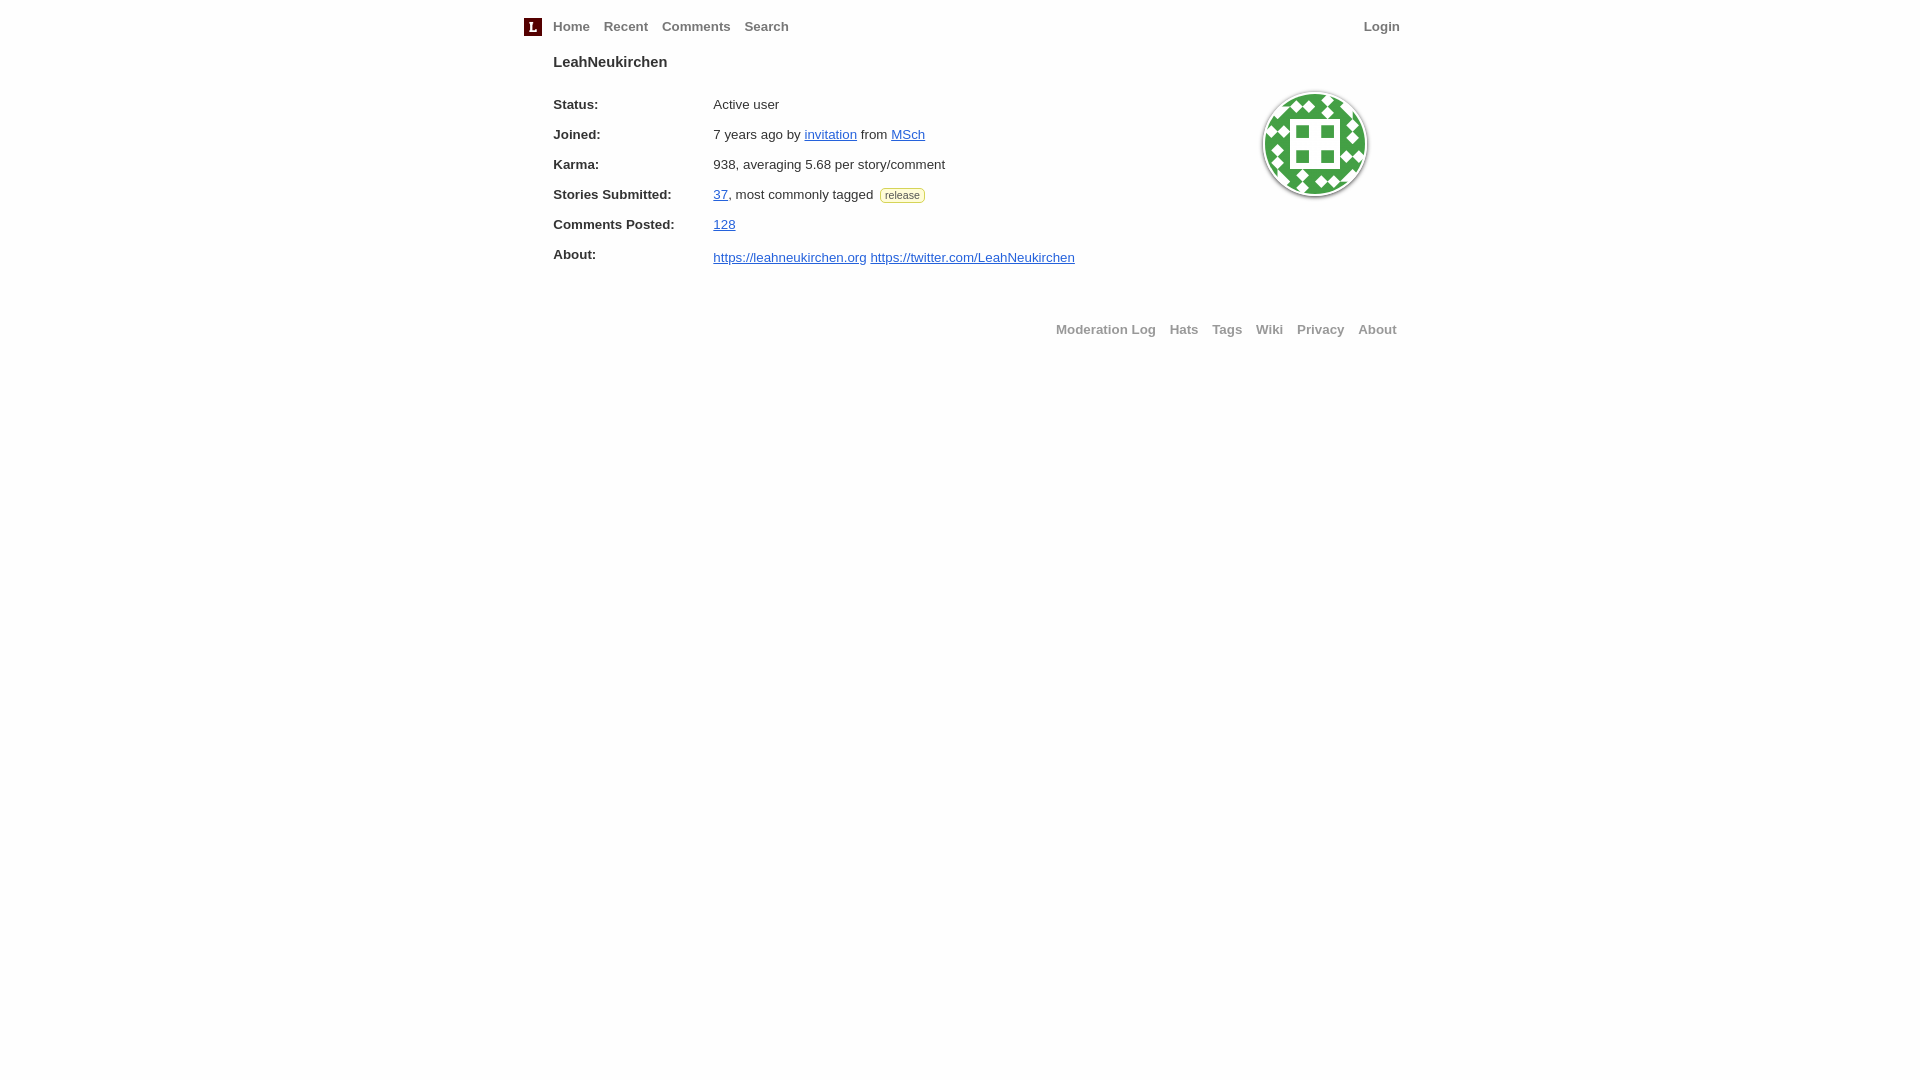 L Home Recent Comments Search Login
LeahNeukirchen
Status: Active user
Joined: 7 years ago by invitation from MSch
Karma: 938, averaging 5.68 per story/comment
Stories Submitted: 37, most commonly tagged release
Comments Posted: 128
About: https://leahneukirchen.org https://twitter.com/LeahNeukirchen
Moderation Log Hats Tags Wiki Privacy About